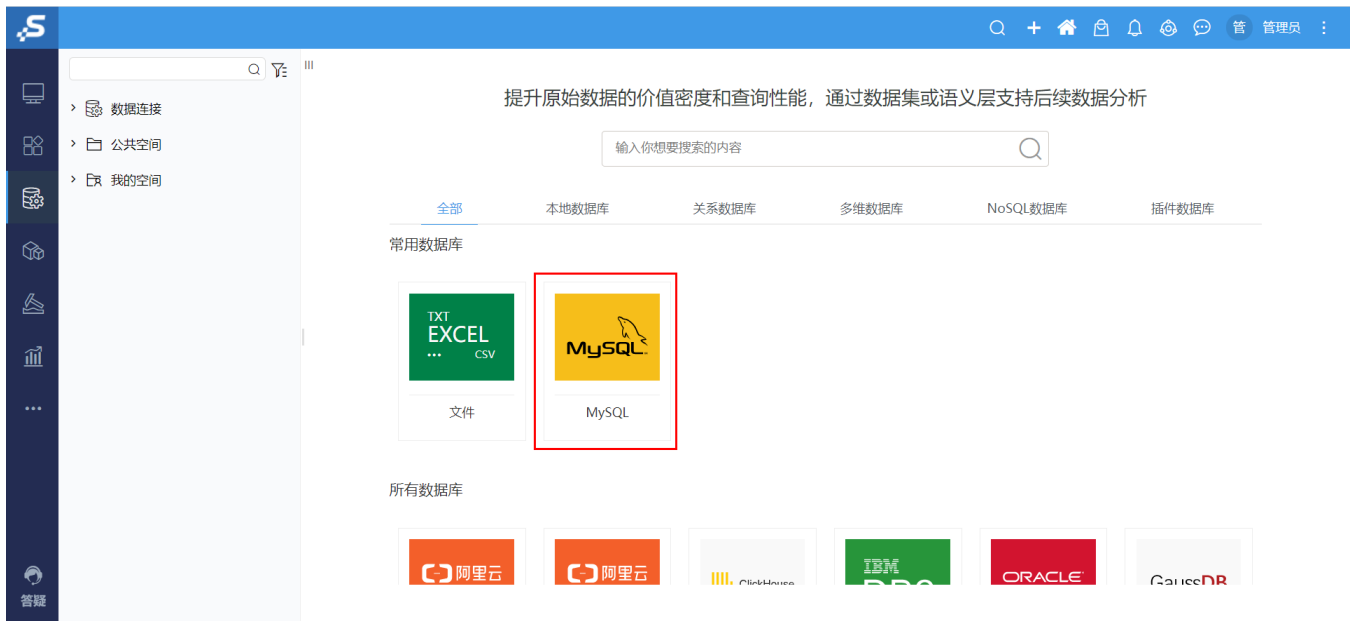 管 管理员
数据连接
公共空间
我的空间
答疑
提升原始数据的价值密度和查询性能，通过数据集或语义层支持后续数据分析
输入你想要搜索的内容
全部 本地数据库 关系数据库 多维数据库 NoSQL数据库 插件数据库
常用数据库
TXT
EXCEL
... CSV
MySQL
文件 MySQL
所有数据库
阿里云 阿里云 ClickHouse IBM ORACLE GaussDB